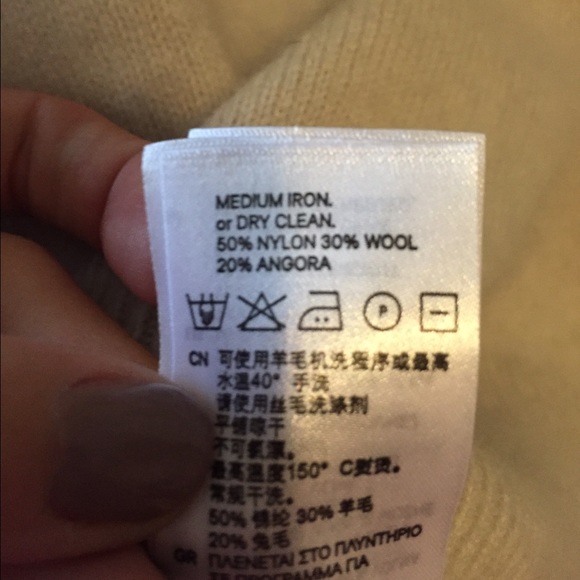 MEDIUM IRON.
or DRY CLEAN.
50% NYLON 30% WOOL
20% ANGORA
P
CN 可使用羊毛机洗程序或最高
水温40° 手洗
请使用丝毛洗涤剂
平铺晾干
不可氯漂。
最高温度150° C熨烫。
常规干洗。
50% 锦纶 30% 羊毛
20% 兔毛
GR ΠΛΕΝΕΤΑΙ ΣΤΟ ΠΛΥΝΤΗΡΙΟ
ΣΕ ΠΡΟΓΡΑΜΜΑ ΓΙΑ